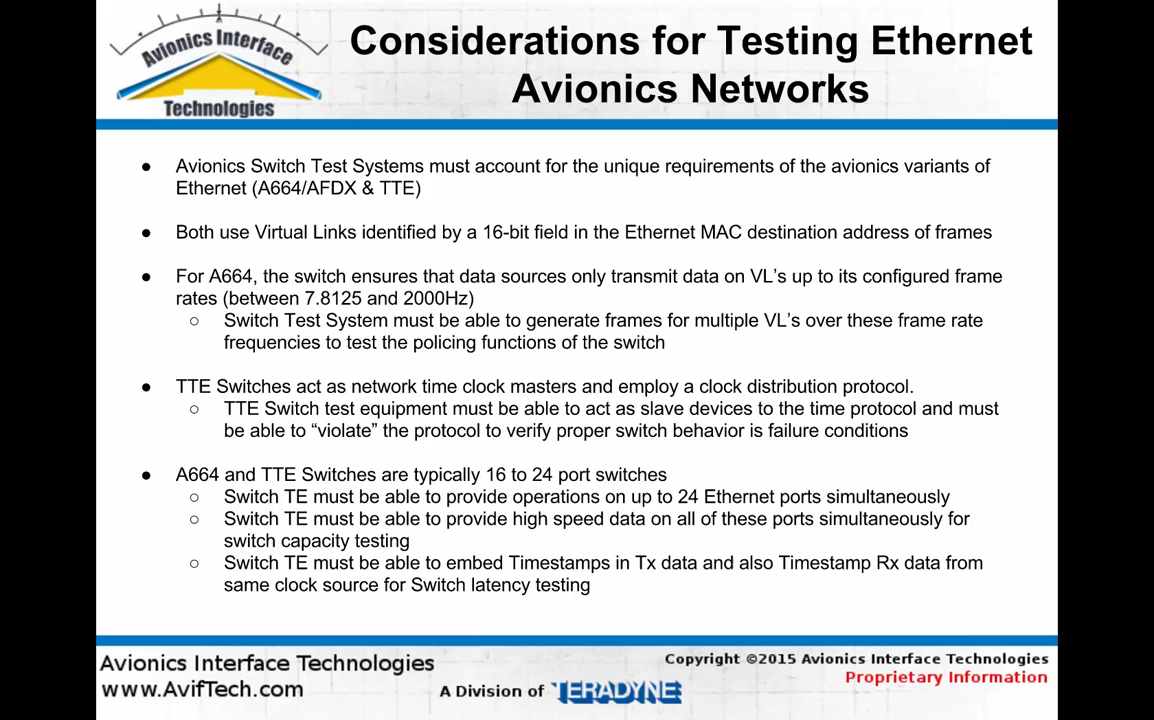 Avionics Interface
Technologies
Considerations for Testing Ethernet
Avionics Networks
● Avionics Switch Test Systems must account for the unique requirements of the avionics variants of
Ethernet (A664/AFDX & TTE)
● Both use Virtual Links identified by a 16-bit field in the Ethernet MAC destination address of frames
● For A664, the switch ensures that data sources only transmit data on VL's up to its configured frame
rates (between 7.8125 and 2000Hz)
○ Switch Test System must be able to generate frames for multiple VL's over these frame rate
frequencies to test the policing functions of the switch
● TTE Switches act as network time clock masters and employ a clock distribution protocol.
○ TTE Switch test equipment must be able to act as slave devices to the time protocol and must
be able to “violate” the protocol to verify proper switch behavior is failure conditions
● A664 and TTE Switches are typically 16 to 24 port switches
○ Switch TE must be able to provide operations on up to 24 Ethernet ports simultaneously
○ Switch TE must be able to provide high speed data on all of these ports simultaneously for
switch capacity testing
○ Switch TE must be able to embed Timestamps in Tx data and also Timestamp Rx data from
same clock source for Switch latency testing
Avionics Interface Technologies
www.AvifTech.com
A Division of TERADYNE
Copyright ©2015 Avionics Interface Technologies
Proprietary Information